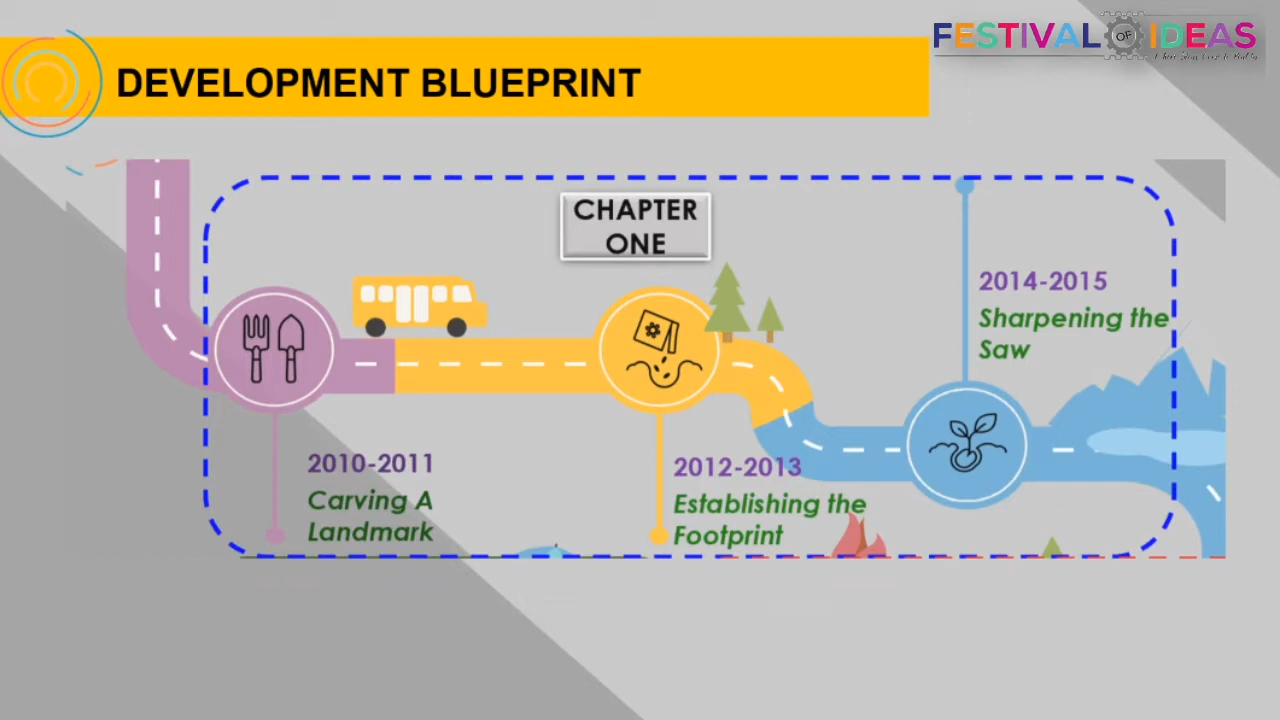 FESTIVAL OF IDEAS
DEVELOPMENT BLUEPRINT
CHAPTER
ONE
2014-2015
Sharpening the
Saw
2010-2011
Carving A
Landmark
2012-2013
Establishing the
Footprint